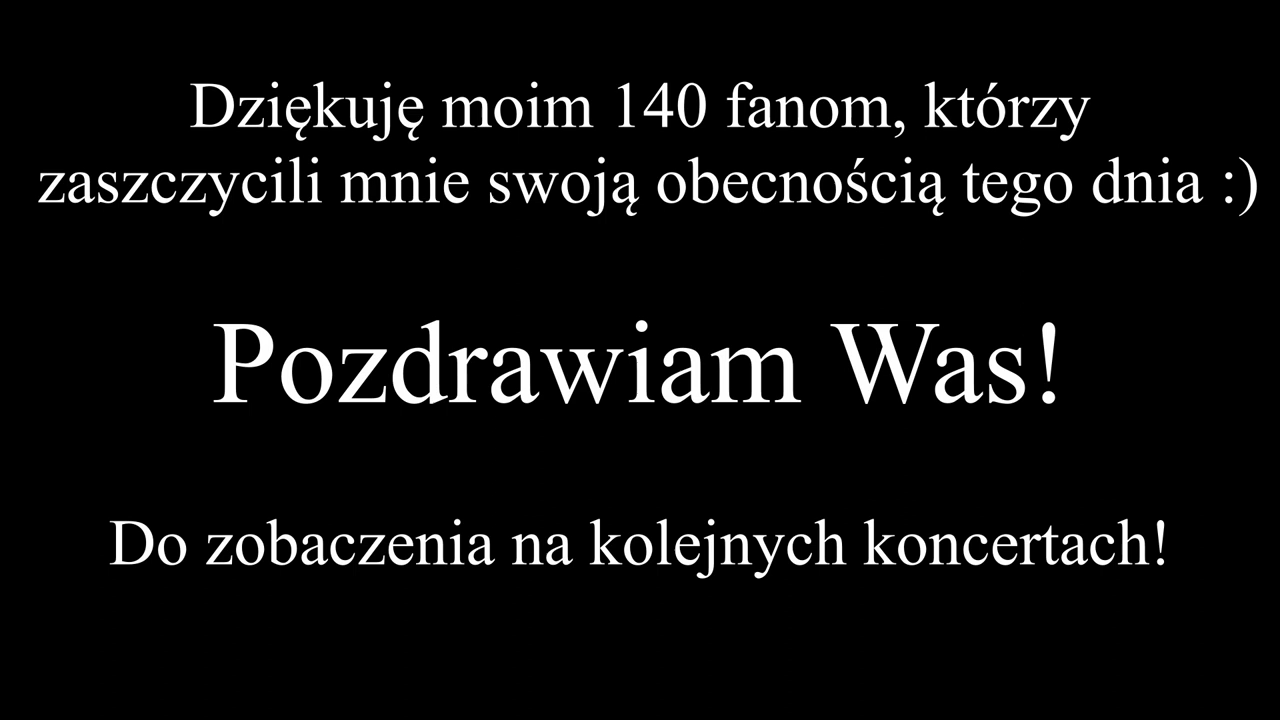 Dziękuję moim 140 fanom, którzy
zaszczycili mnie swoją obecnością tego dnia :)
Pozdrawiam Was!
Do zobaczenia na kolejnych koncertach!